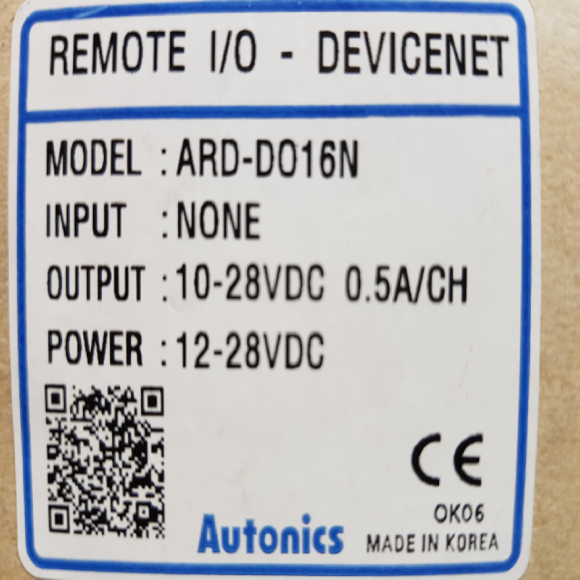 REMOTE I/O - DEVICENET
MODEL : ARD-DO16N
INPUT : NONE
OUTPUT : 10-28VDC 0.5A/CH
POWER : 12-28VDC
CE
OK06
Autonics MADE IN KOREA